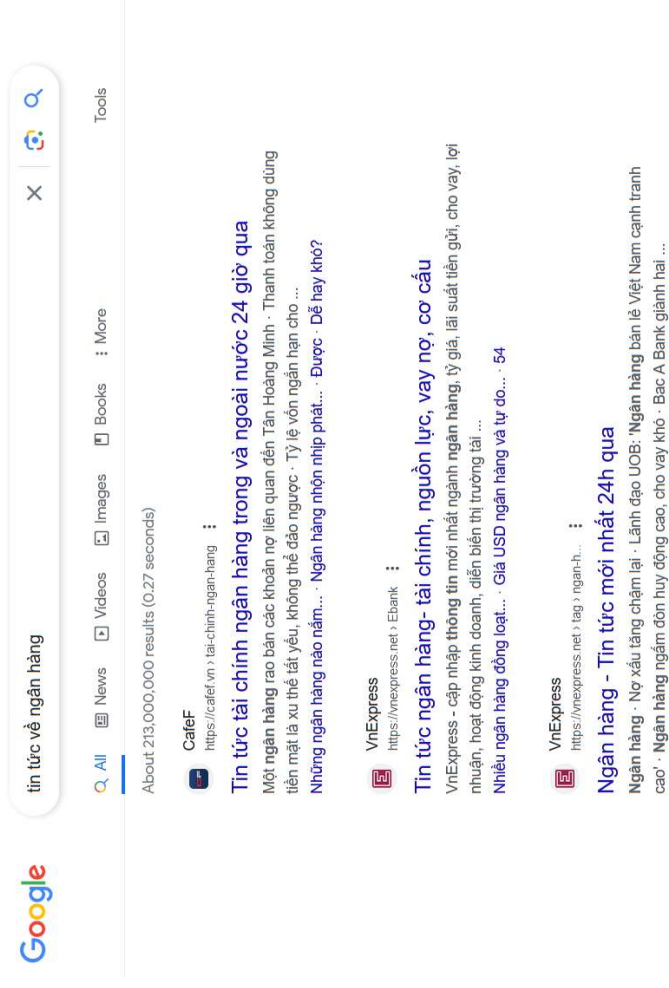 Google
tin tức về ngân hàng
All News Videos Images Books More Tools
About 213,000,000 results (0.27 seconds)
CafeF
https://cafef.vn › tai-chinh-ngan-hang
Tin tức tài chính ngân hàng trong và ngoài nước 24 giờ qua
Một ngân hàng rao bán các khoản nợ liên quan đến Tân Hoàng Minh · Thanh toán không dùng
tiền mặt là xu thế tất yếu, không thể đảo ngược · Tỷ lệ vốn ngắn hạn cho ...
Những ngân hàng nào nắm... · Ngân hàng nhộn nhịp phát... · Được · Dễ hay khó?
VnExpress
https://vnexpress.net › Ebank
Tin tức ngân hàng- tài chính, nguồn lực, vay nợ, cơ cấu
VnExpress - cập nhập thông tin mới nhất ngành ngân hàng, tỷ giá, lãi suất tiền gửi, cho vay, lợi
nhuận, hoạt động kinh doanh, diễn biến thị trường tài ...
Nhiều ngân hàng đồng loạt... · Giá USD ngân hàng và tự do... · 54
VnExpress
https://vnexpress.net › tag › ngan-h...
Ngân hàng - Tin tức mới nhất 24h qua
Ngân hàng · Nợ xấu tăng chậm lại · Lãnh đạo UOB: 'Ngân hàng bán lẻ Việt Nam cạnh tranh
cao' · Ngân hàng ngấm đòn huy động cao, cho vay khó · Bac A Bank giành hai ...